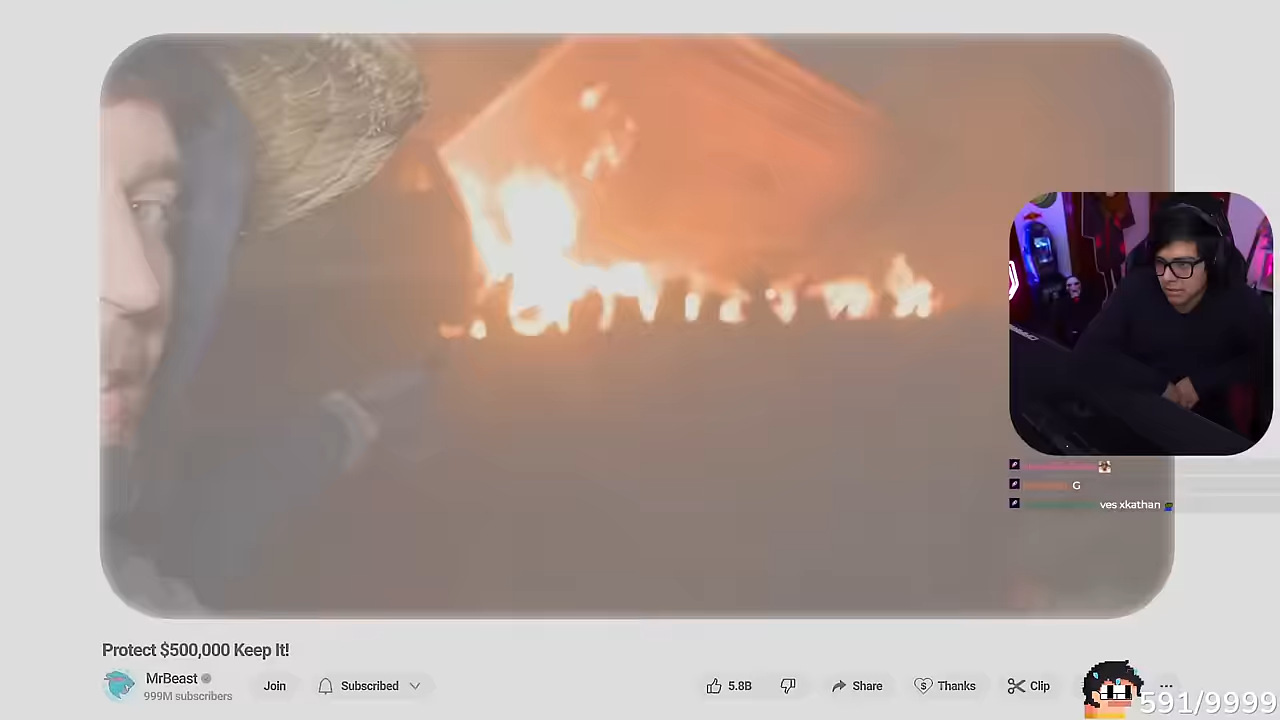 G
ves xkathan
Protect $500,000 Keep It!
MrBeast
999M subscribers
Join
Subscribed
5.8B
Share
Thanks
Clip
591/9999